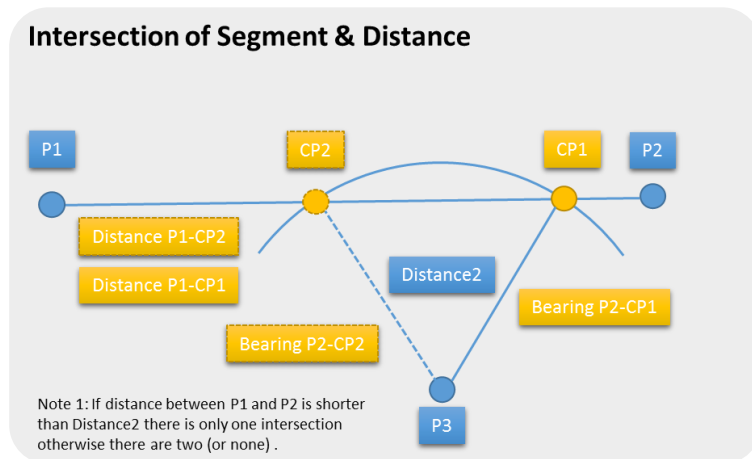 Intersection of Segment & Distance
P1
CP2
CP1
P2
Distance P1-CP2
Distance P1-CP1
Distance2
Bearing P2-CP1
Bearing P2-CP2
Note 1: If distance between P1 and P2 is shorter
than Distance2 there is only one intersection
otherwise there are two (or none) .
P3